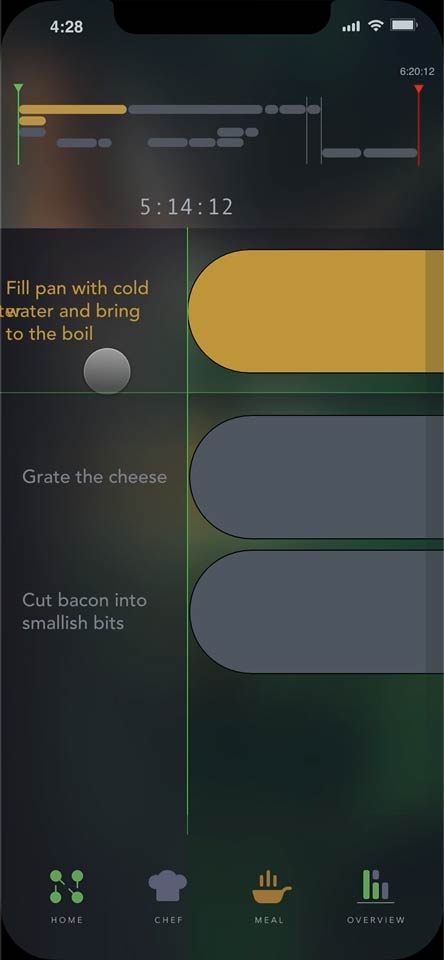 4:28
6:20:12
5:14:12
Fill pan with cold
water and bring
to the boil
Grate the cheese
Cut bacon into
smallish bits
HOME
CHEF
MEAL
OVERVIEW